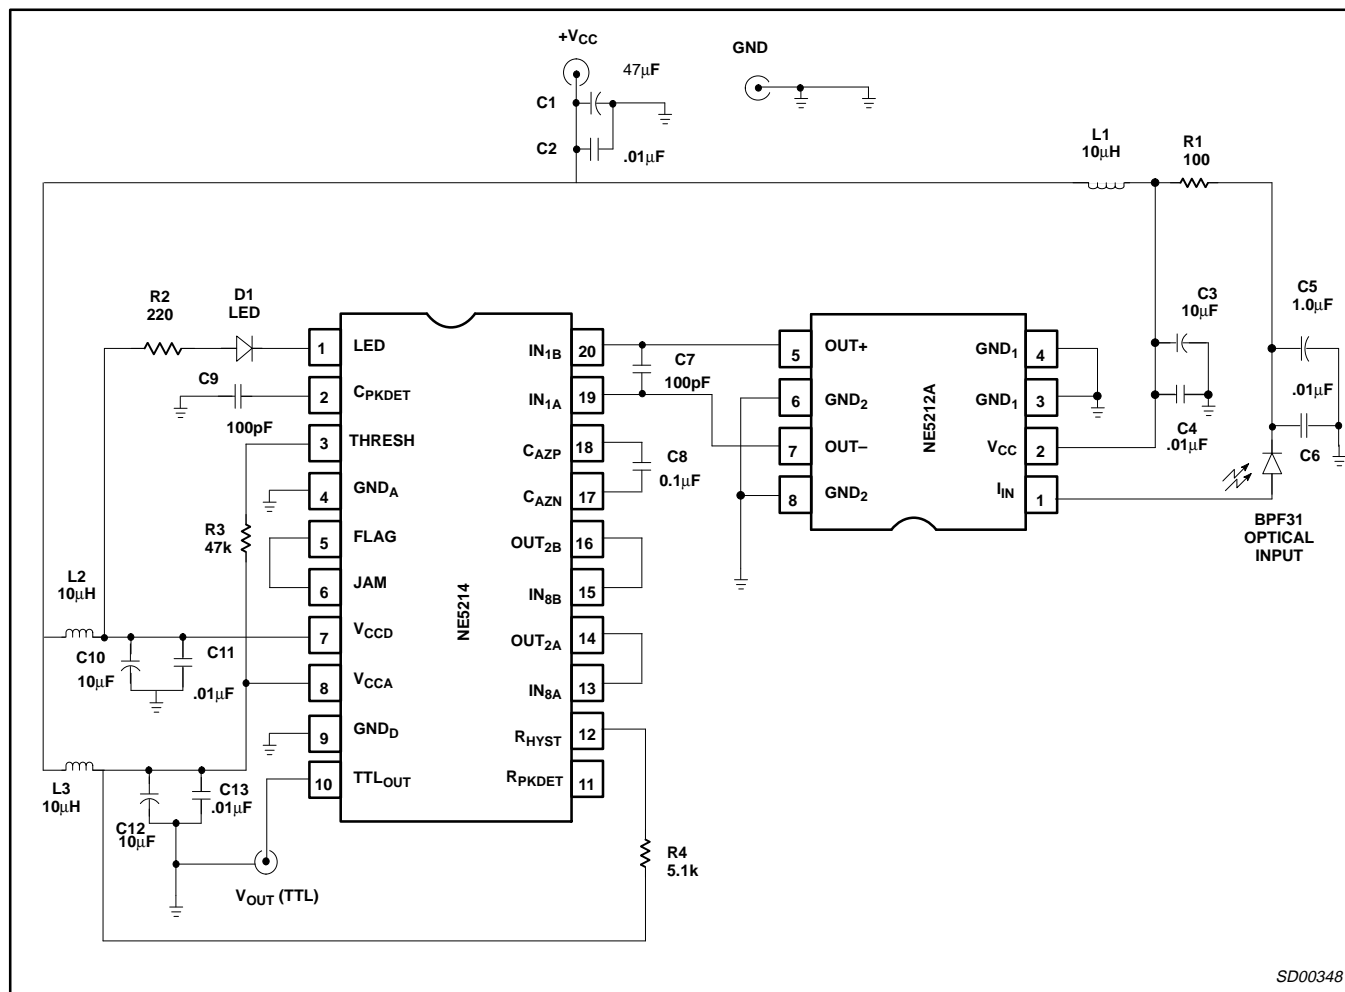 +VCC
47µF
C1
C2
.01µF
GND
L1
10µH
R1
100
R2
220
D1
LED
C9
100pF
R3
47k
L2
10µH
C10
10µF
C11
.01µF
L3
10µH
C12
10µF
C13
.01µF
VOUT (TTL)
1
LED
2
CPKDET
3
THRESH
4
GNDA
5
FLAG
6
JAM
7
VCCD
8
VCCA
9
GNDD
10
TTLOUT
NE5214
IN1B
20
IN1A
19
CAZP
18
CAZN
17
OUT2B
16
IN8B
15
OUT2A
14
IN8A
13
RHYST
12
RPKDET
11
C7
100pF
C8
0.1µF
R4
5.1k
5
OUT+
6
GND2
7
OUT–
8
GND2
NE5212A
GND1
4
GND1
3
VCC
2
IIN
1
C3
10µF
C4
.01µF
C5
1.0µF
.01µF
C6
BPF31
OPTICAL
INPUT
SD00348